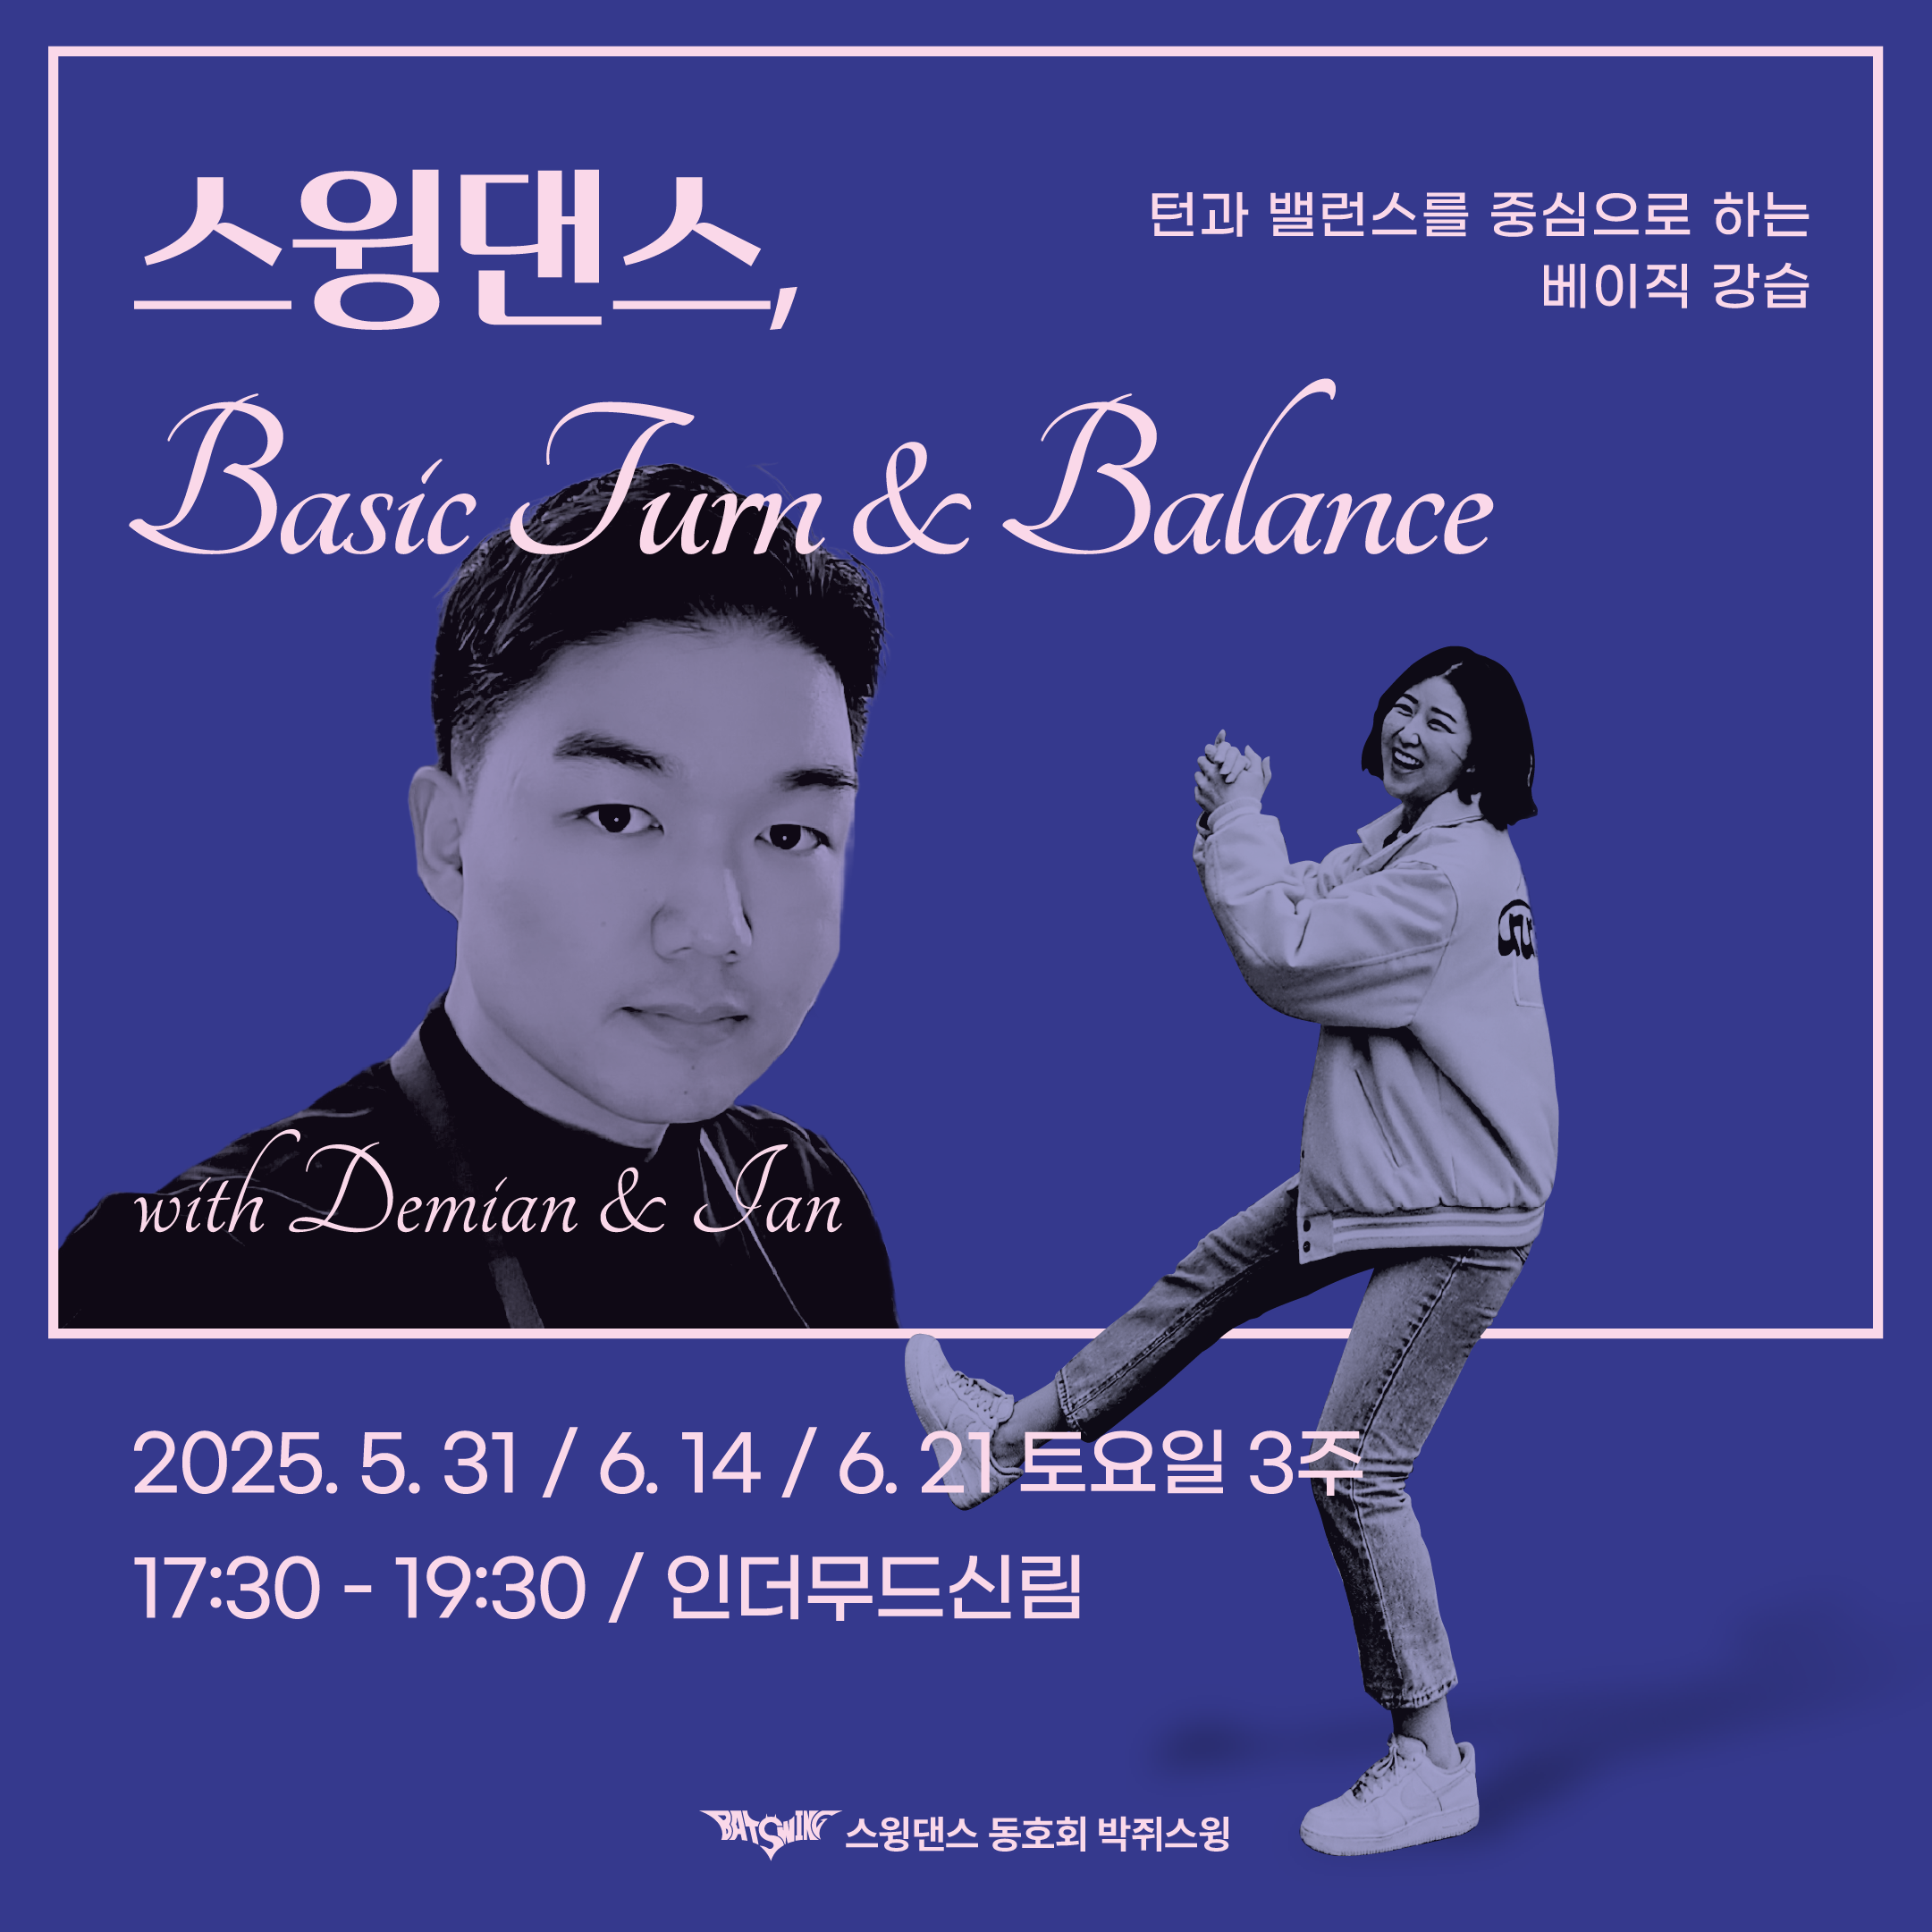 스윙댄스,
턴과 밸런스를 중심으로 하는
베이직 강습
Basic Turn & Balance
with Demian & Ian
2025. 5. 31 / 6. 14 / 6. 21 토요일 3주
17:30 - 19:30 / 인더무드신림
BATSWING 스윙댄스 동호회 박쥐스윙